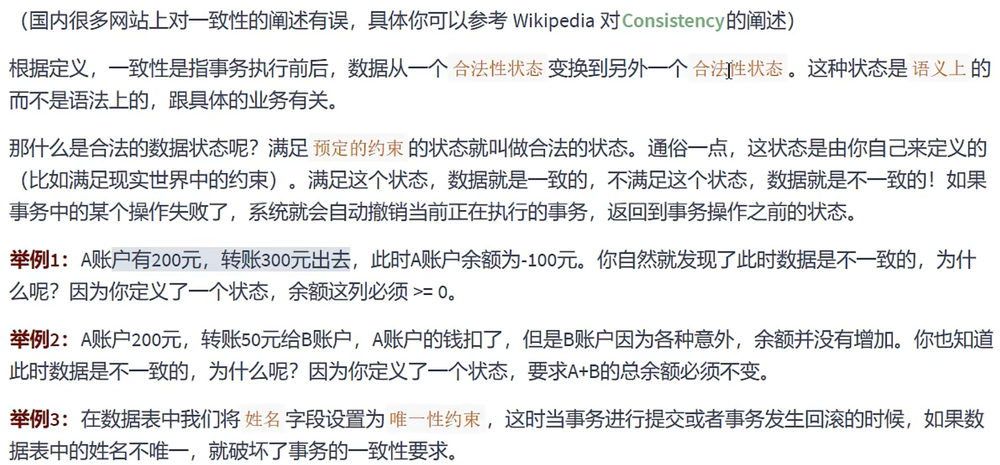 （国内很多网站上对一致性的阐述有误，具体你可以参考 Wikipedia 对Consistency的阐述）
根据定义，一致性是指事务执行前后，数据从一个 合法性状态 变换到另外一个 合法性状态 。这种状态是 语义上 的
而不是语法上的，跟具体的业务有关。
那什么是合法的数据状态呢？满足 预定的约束 的状态就叫做合法的状态。通俗一点，这状态是由你自己来定义的
（比如满足现实世界中的约束）。满足这个状态，数据就是一致的，不满足这个状态，数据就是不一致的！如果
事务中的某个操作失败了，系统就会自动撤销当前正在执行的事务，返回到事务操作之前的状态。
举例1：A账户有200元，转账300元出去，此时A账户余额为-100元。你自然就发现了此时数据是不一致的，为什
么呢？因为你定义了一个状态，余额这列必须 >= 0。
举例2：A账户200元，转账50元给B账户，A账户的钱扣了，但是B账户因为各种意外，余额并没有增加。你也知道
此时数据是不一致的，为什么呢？因为你定义了一个状态，要求A+B的总余额必须不变。
举例3：在数据表中我们将 姓名 字段设置为 唯一性约束 ，这时当事务进行提交或者事务发生回滚的时候，如果数
据表中的姓名不唯一，就破坏了事务的一致性要求。